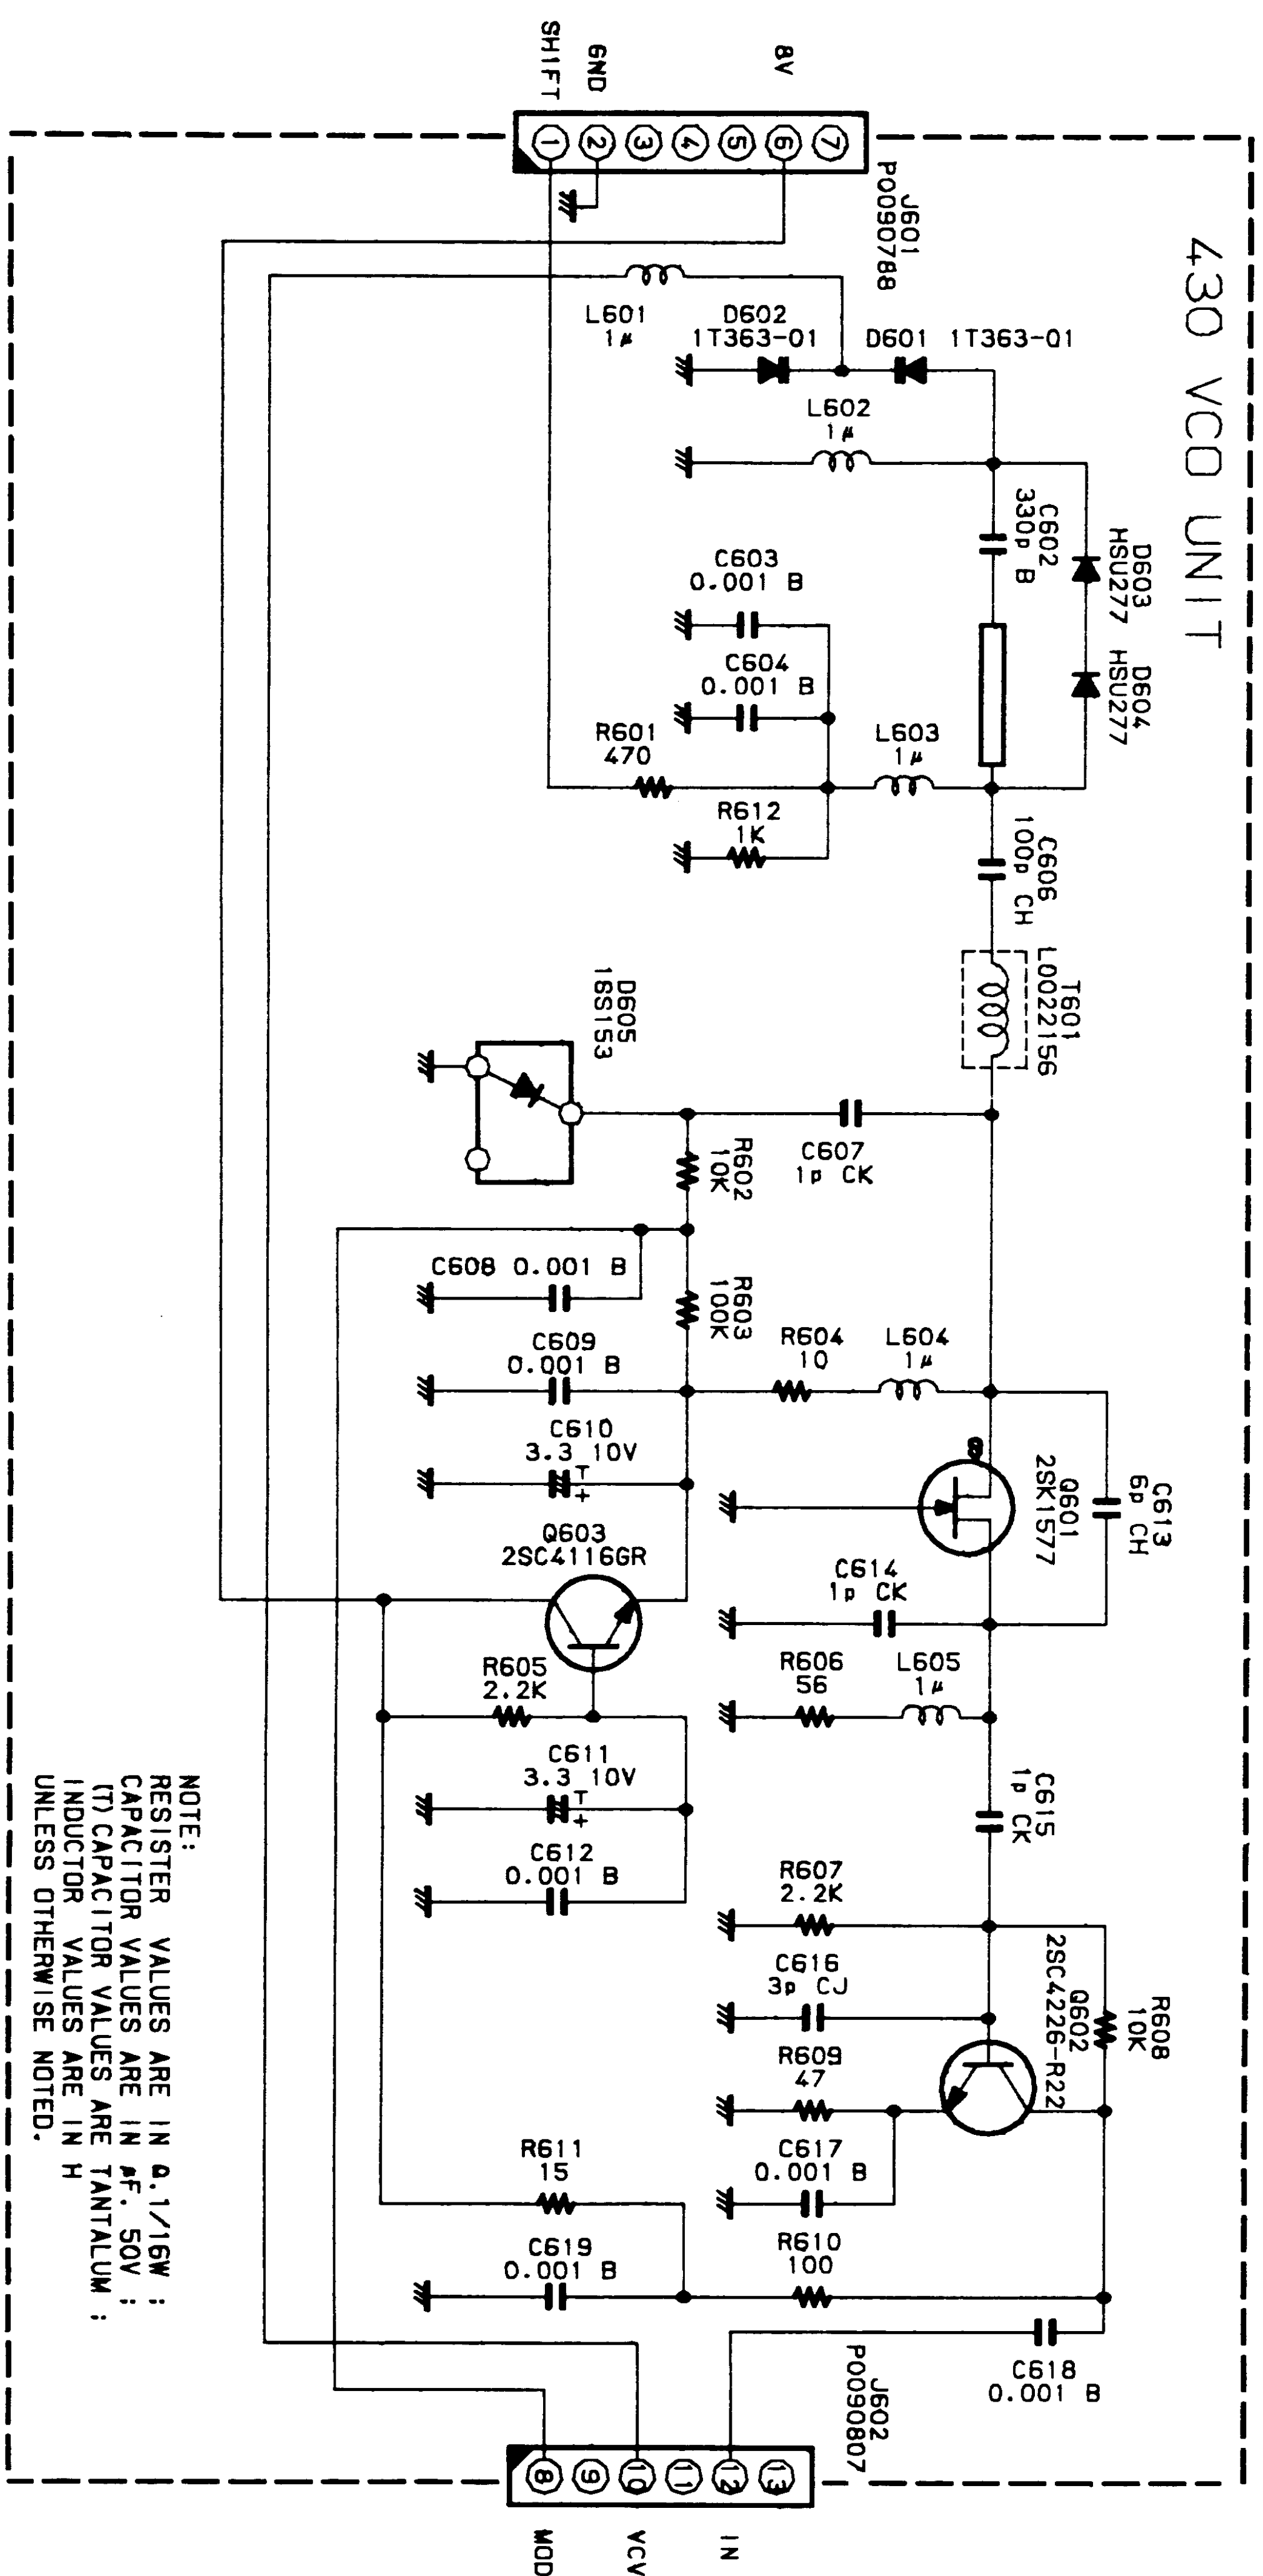 430 VCO UNIT
SHIFT
GND
8V
1
2
3
4
5
6
7
J601
P0090788
L601
1μ
D602
1T363-01
D601 1T363-01
L602
1μ
C602
330p B
D603
HSU277
D604
HSU277
C603
0.001 B
C604
0.001 B
R601
470
L603
1μ
R612
1K
C606
100p CH
T601
L0022156
D605
1SS153
C607
1p CK
R602
10K
C608 0.001 B
R603
100K
C609
0.001 B
R604
10
L604
1μ
C610
3.3 10V
T
+
Q601
2SK1577
C613
6p CH
Q603
2SC4116GR
C614
1p CK
R605
2.2K
R606
56
L605
1μ
C611
3.3 10V
T
+
C612
0.001 B
C615
1p CK
R607
2.2K
C616
3p CJ
Q602
2SC4226-R22
R608
10K
R609
47
C617
0.001 B
R611
15
R610
100
C619
0.001 B
C618
0.001 B
J602
P0090807
8
9
10
11
12
13
MOD
VCV
IN
NOTE:
RESISTER VALUES ARE IN Ω.1/16W ;
CAPACITOR VALUES ARE IN μF. 50V ;
(T)CAPACITOR VALUES ARE TANTALUM ;
INDUCTOR VALUES ARE IN H
UNLESS OTHERWISE NOTED.